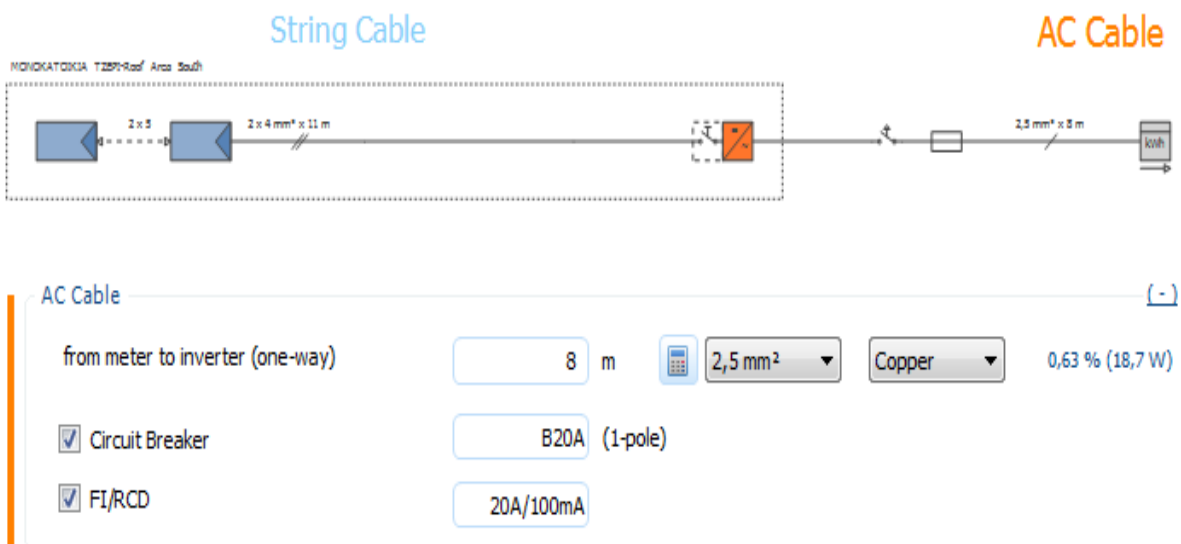 String Cable
AC Cable
MONOKATOIKIA TZEPI-Roof Area South
2 x 5
2 x 4 mm² x 11 m
2,5 mm² x 8 m
kWh
AC Cable
(-)
from meter to inverter (one-way)
8 m
2,5 mm²
Copper
0,63 % (18,7 W)
Circuit Breaker
B20A (1-pole)
FI/RCD
20A/100mA